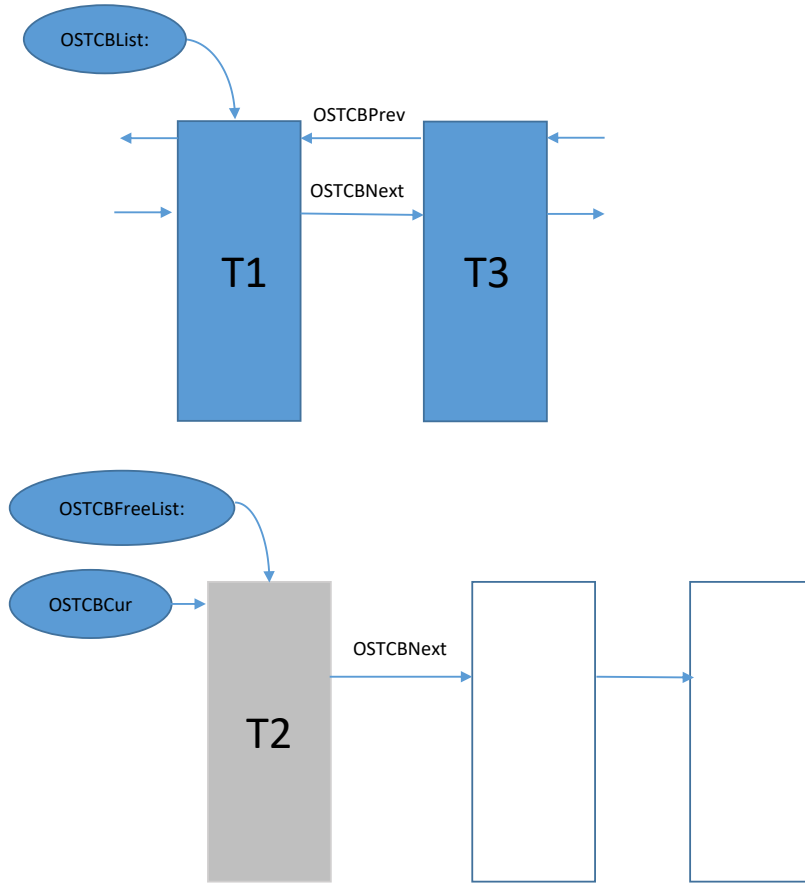 OSTCBList:
OSTCBPrev
OSTCBNext
T1
T3
OSTCBFreeList:
OSTCBCur
OSTCBNext
T2